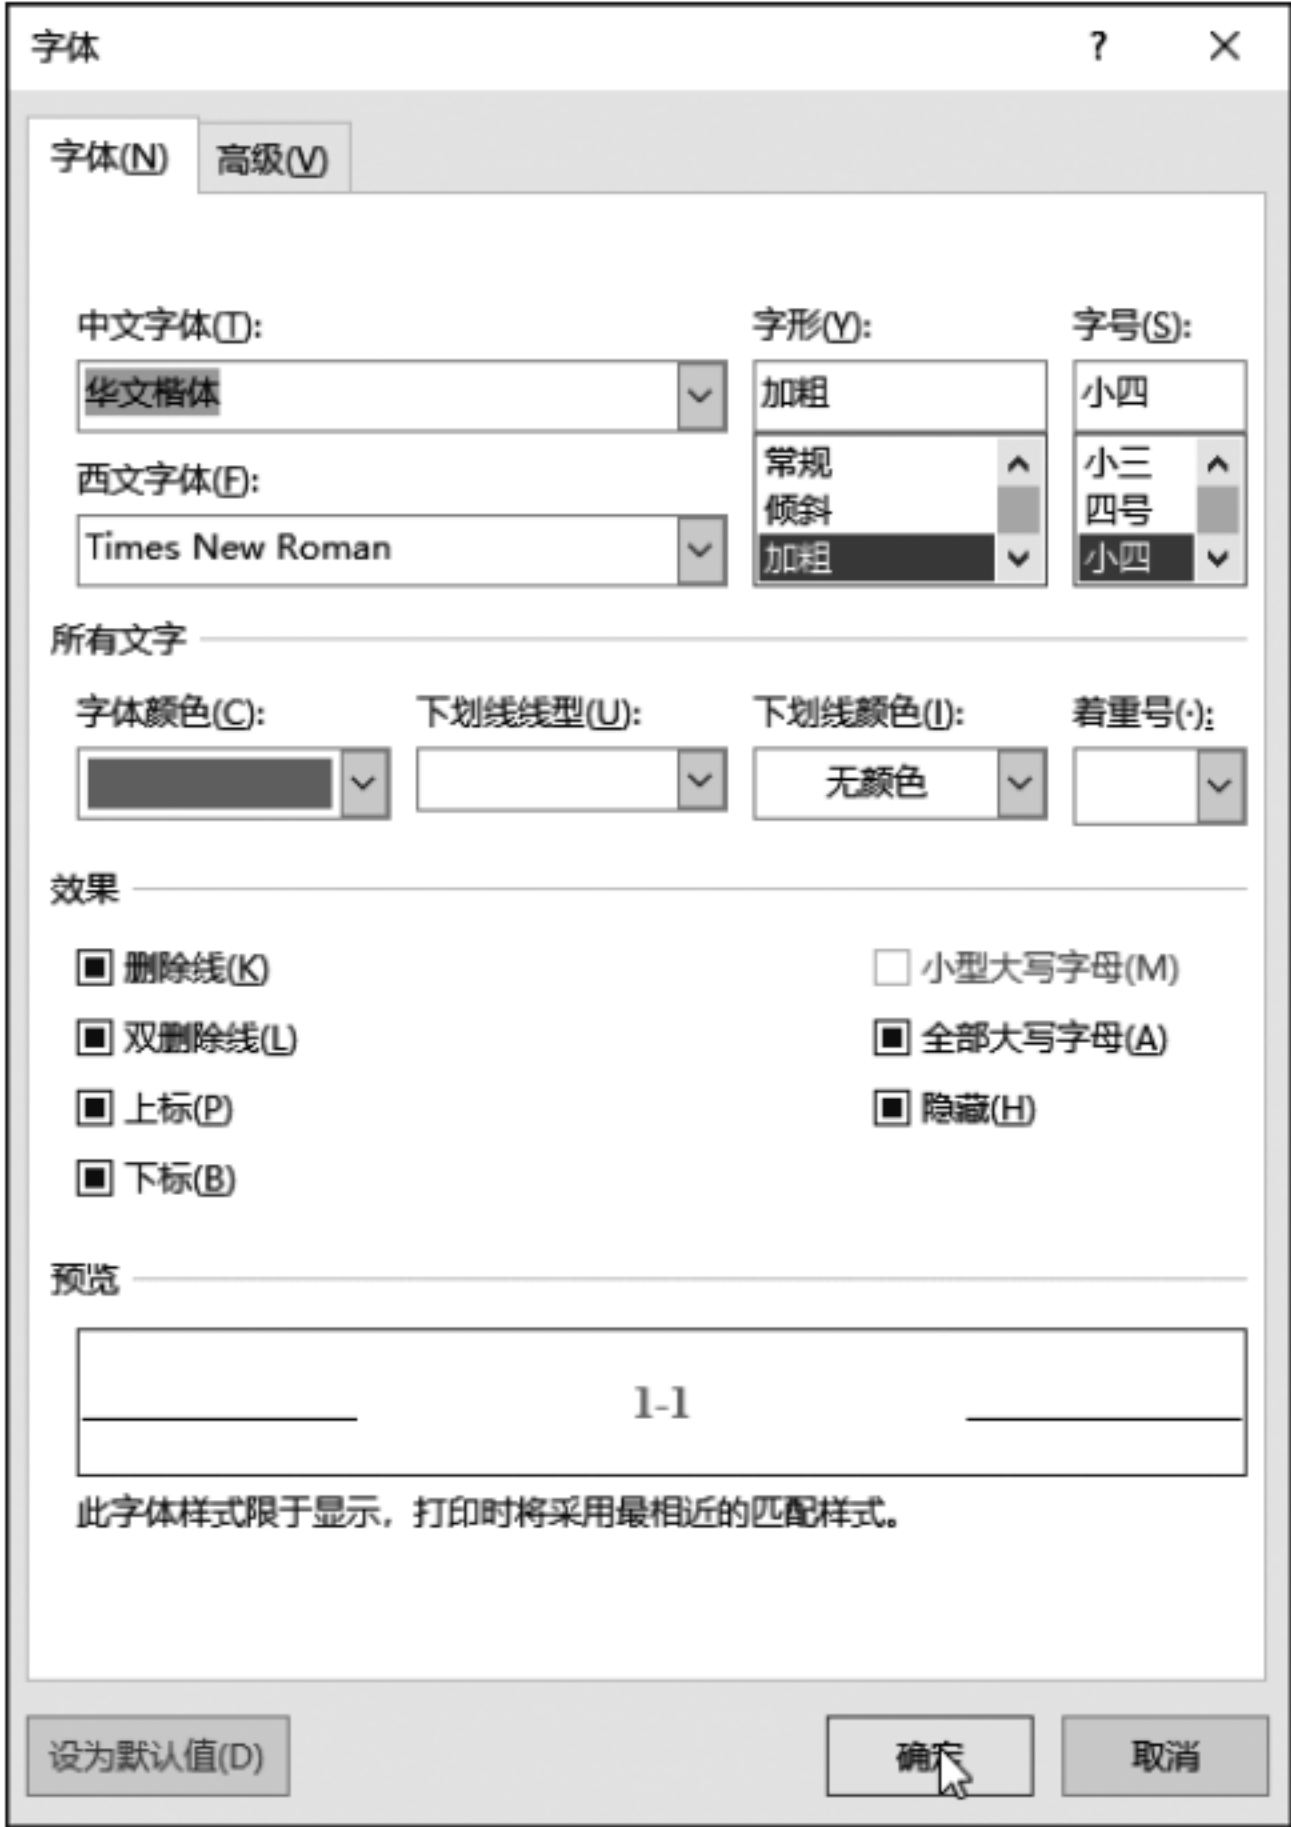 字体 ?
字体(N) 高级(V)
中文字体(T): 字形(Y): 字号(S):
华文楷体 加粗 小四
常规 小三
西文字体(F): 倾斜 四号
Times New Roman 加粗 小四
所有文字
字体颜色(C): 下划线线型(U): 下划线颜色(I): 着重号(·):
无颜色
效果
删除线(K) 小型大写字母(M)
双删除线(L) 全部大写字母(A)
上标(P) 隐藏(H)
下标(B)
预览
1-1
此字体样式限于显示，打印时将采用最相近的匹配样式。
设为默认值(D) 确定 取消